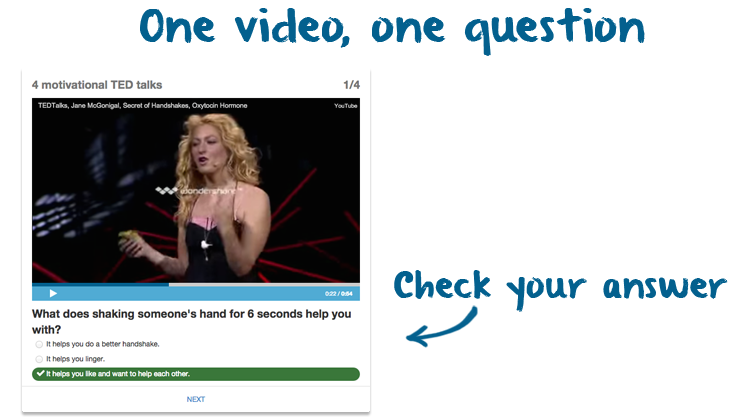 One video, one question
4 motivational TED talks 1/4
TEDTalks, Jane McGonigal, Secret of Handshakes, Oxytocin Hormone YouTube
wondershare
0:22 / 0:54
What does shaking someone's hand for 6 seconds help you
with?
It helps you do a better handshake.
It helps you linger.
It helps you like and want to help each other.
NEXT
Check your answer